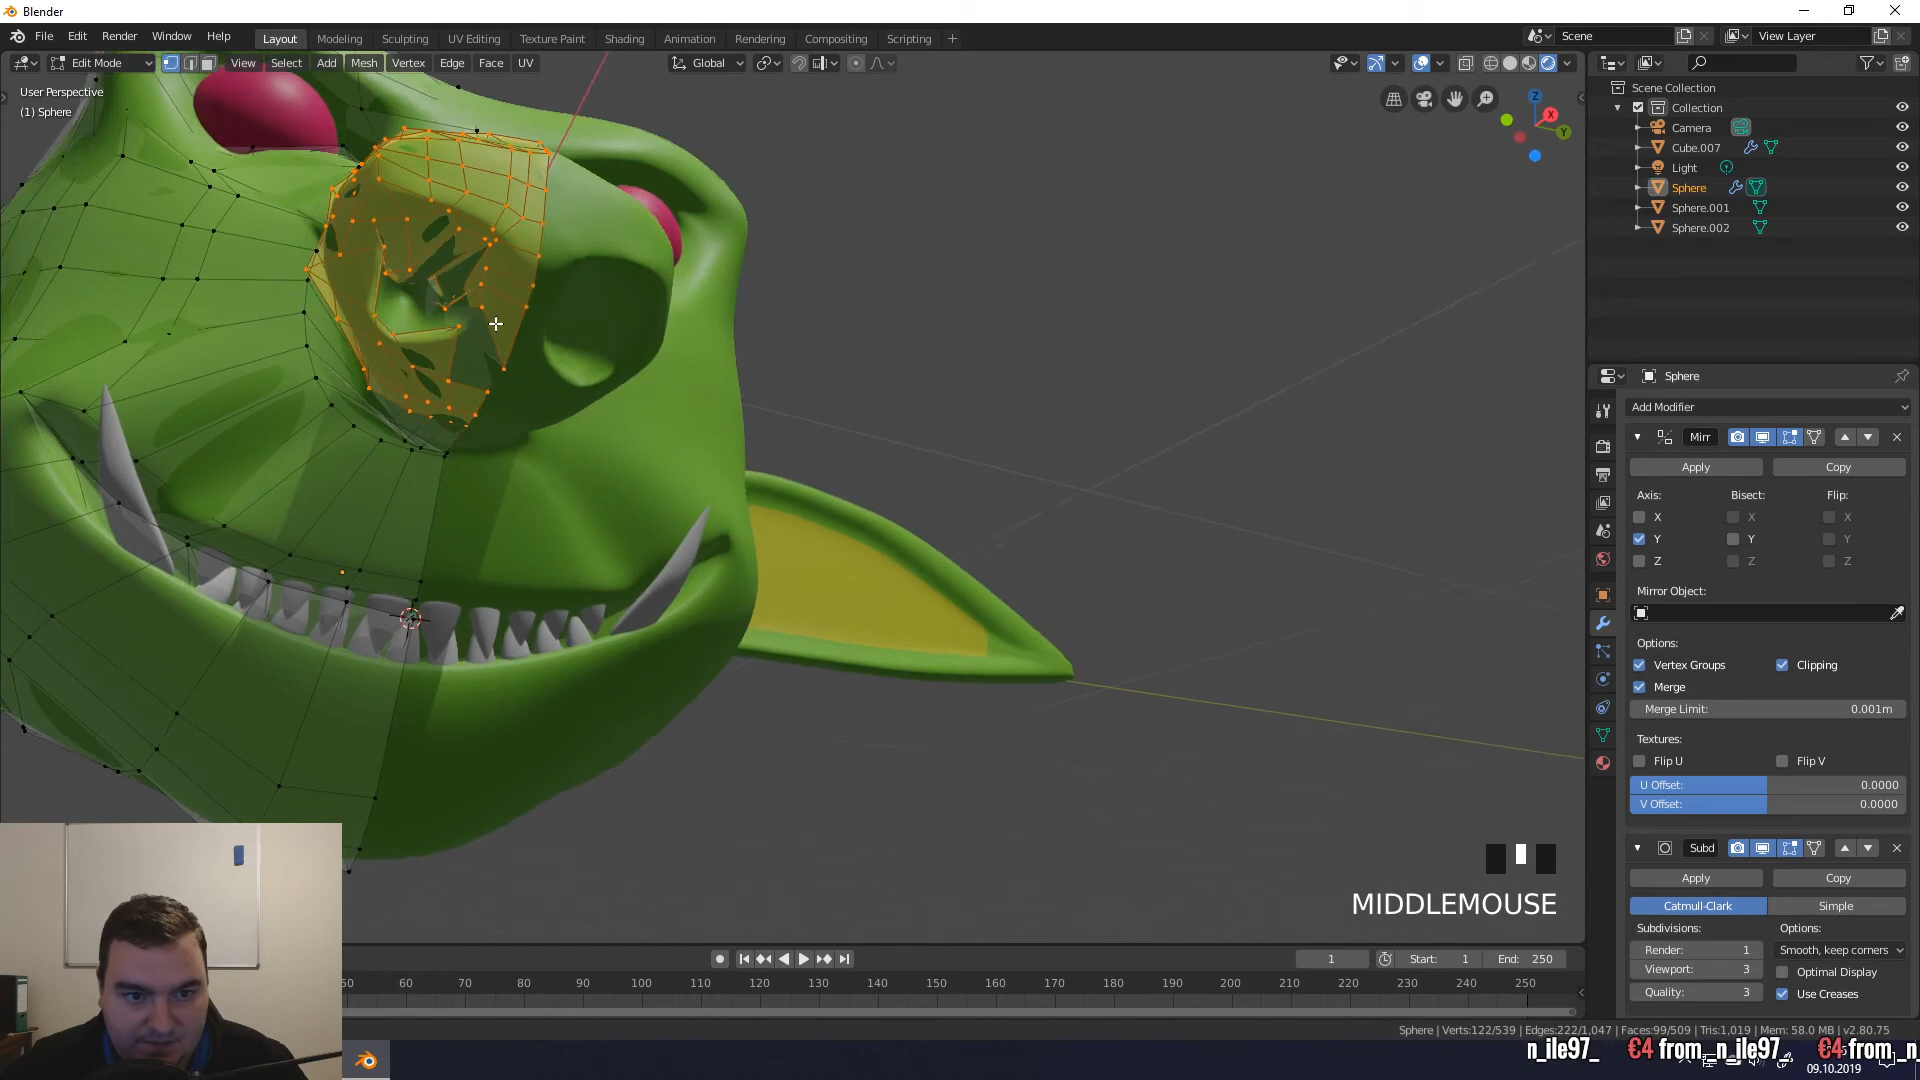 Blender
File Edit Render Window Help Layout Modeling Sculpting UV Editing Texture Paint Shading Animation Rendering Compositing Scripting + Scene View Layer
Edit Mode View Select Add Mesh Vertex Edge Face UV Global
User Perspective
(1) Sphere
Z
X
Y
Scene Collection
Collection
Camera
Cube.007
Light
Sphere
Sphere.001
Sphere.002
Sphere
Add Modifier
Mirr
Apply Copy
Axis: Bisect: Flip:
X X X
Y Y Y
Z Z Z
Mirror Object:
Options:
Vertex Groups Clipping
Merge
Merge Limit: 0.001m
Textures:
Flip U Flip V
U Offset: 0.0000
V Offset: 0.0000
Subd
Apply Copy
Catmull-Clark Simple
Subdivisions: Options:
Render: 1 Smooth, keep corners
Viewport: 3 Optimal Display
Quality: 3 Use Creases
MIDDLEMOUSE
1 Start: 1 End: 250
50 60 70 80 90 100 110 120 130 140 150 160 170 180 190 200 210 220 230 240 250
Sphere | Verts:122/539 | Edges:222/1,047 | Faces:99/509 | Tris:1,019 | Mem: 58.0 MB | v2.80.75
n_ile97_ €4 from _n_ile97_ €4 from _n
09.10.2019